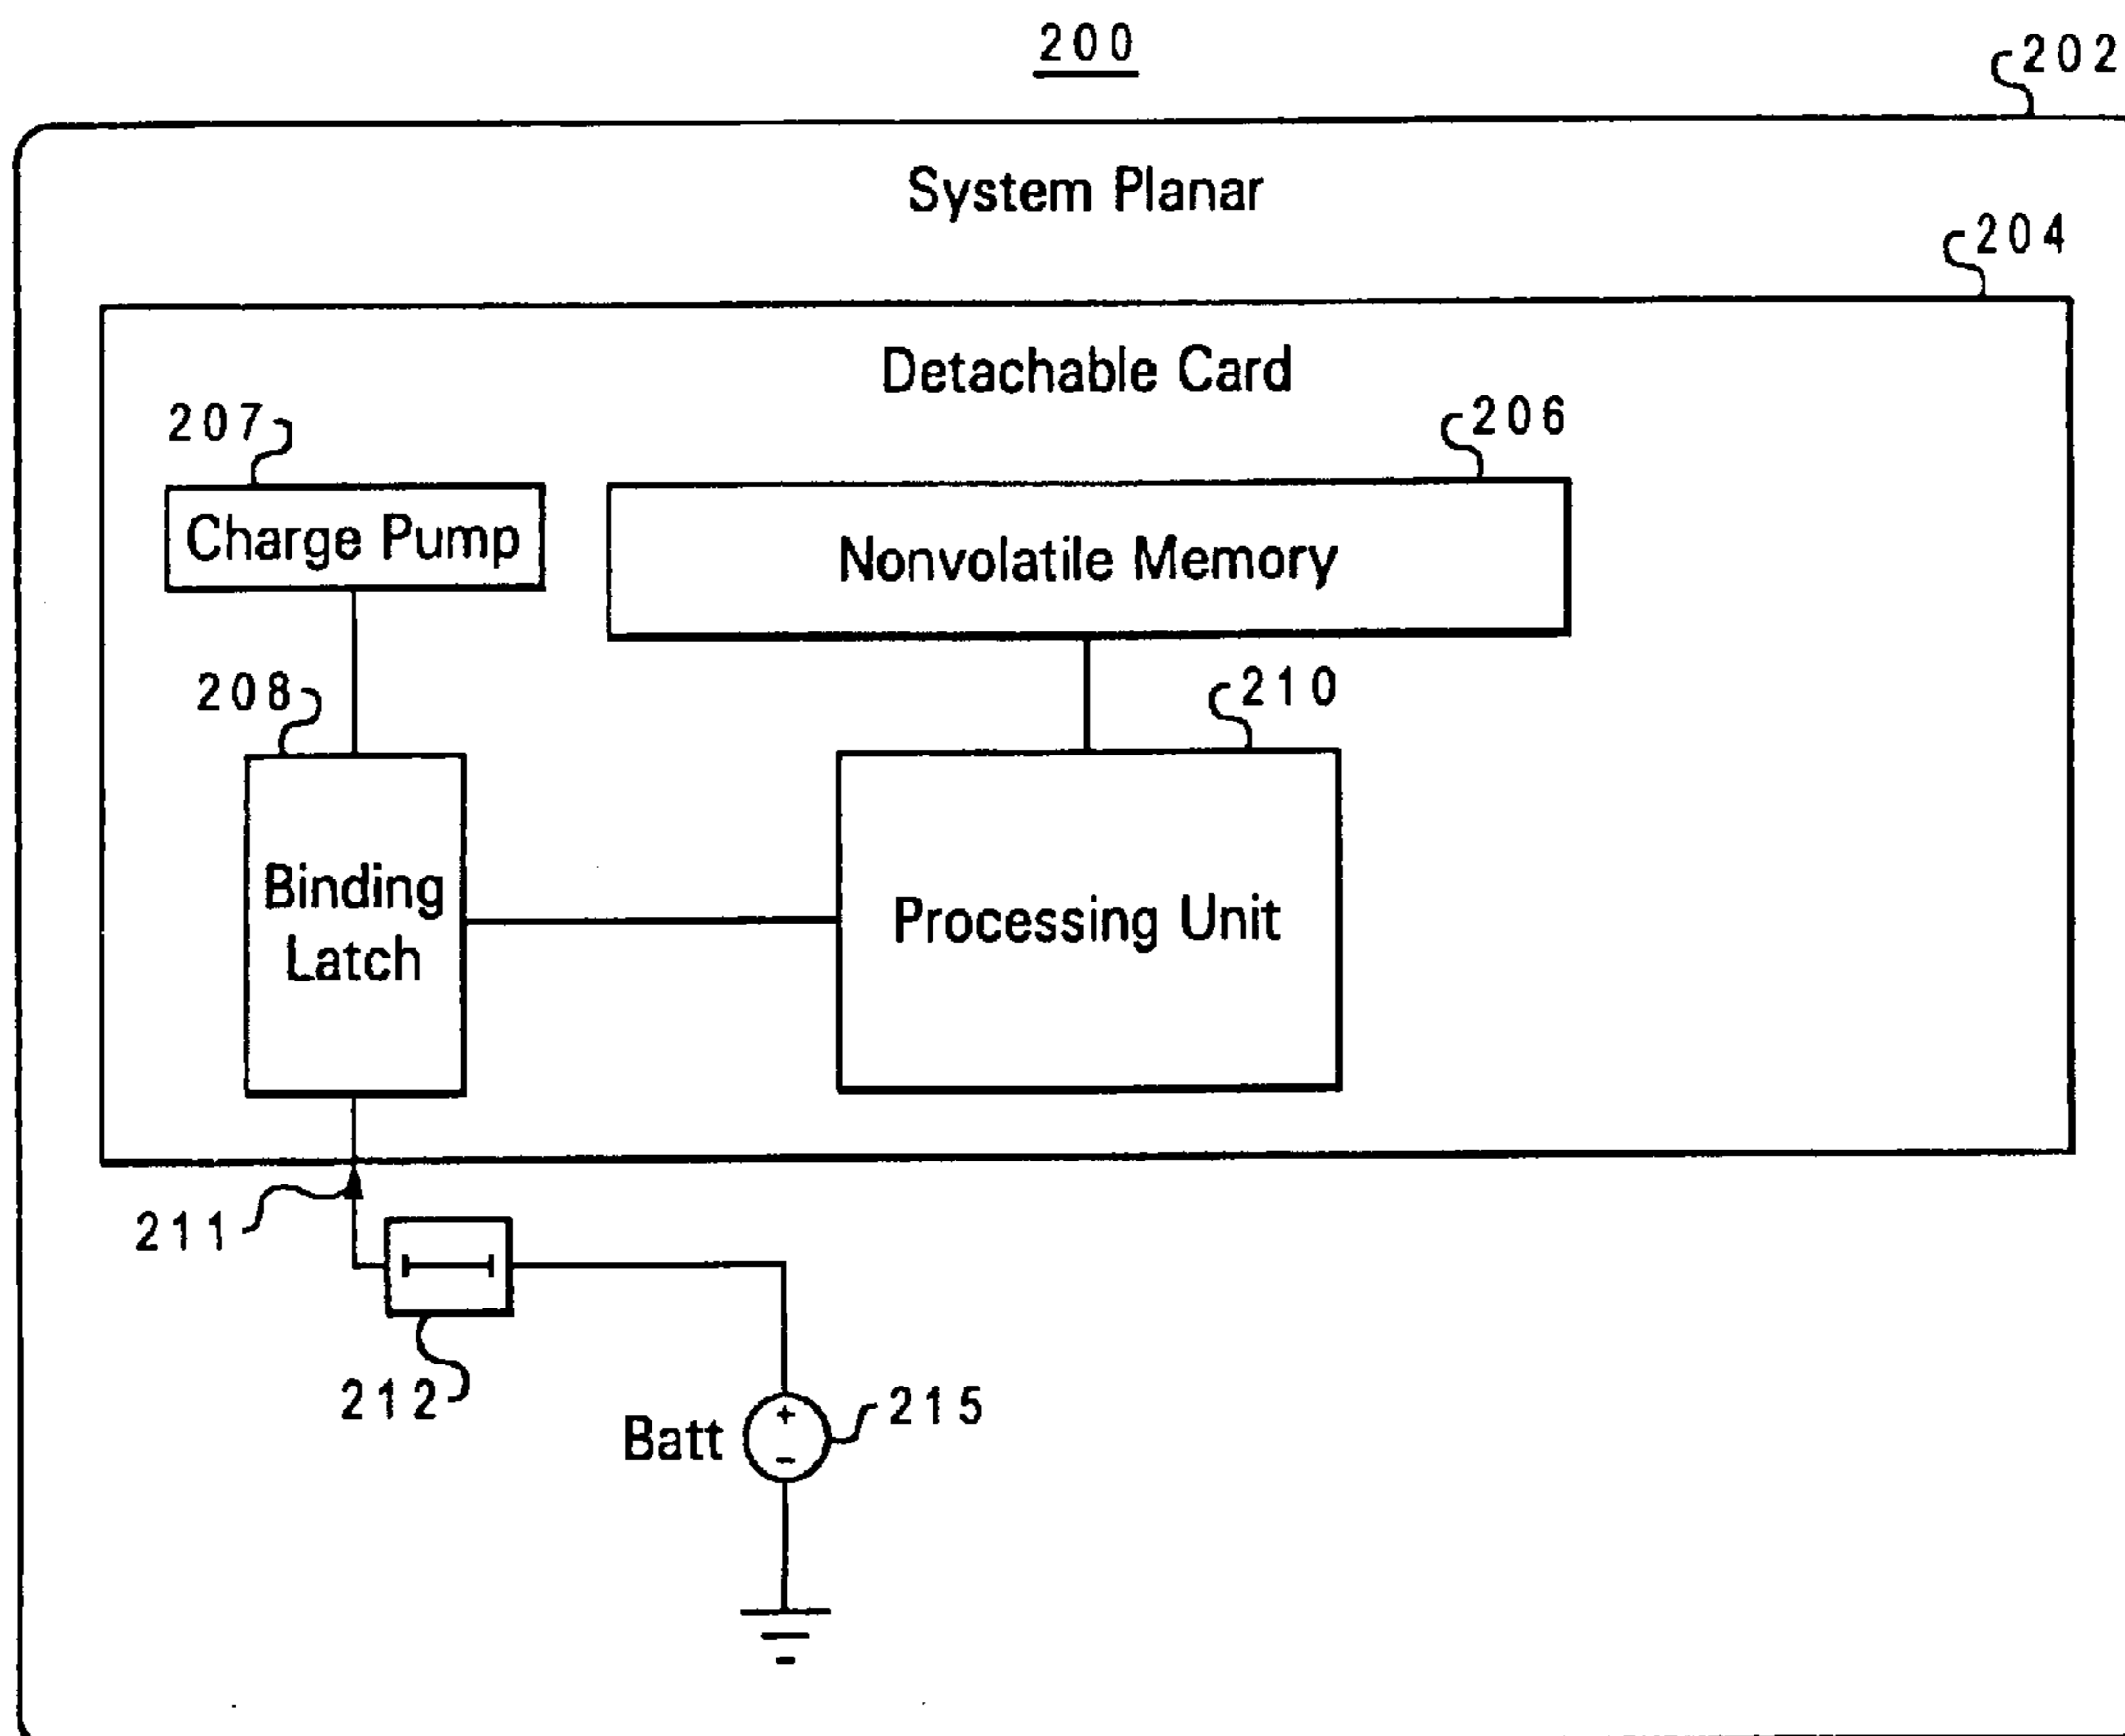 200
202
System Planar
204
Detachable Card
207
206
Charge Pump
Nonvolatile Memory
208
210
Binding
Latch
Processing Unit
211
212
Batt
+
-
215